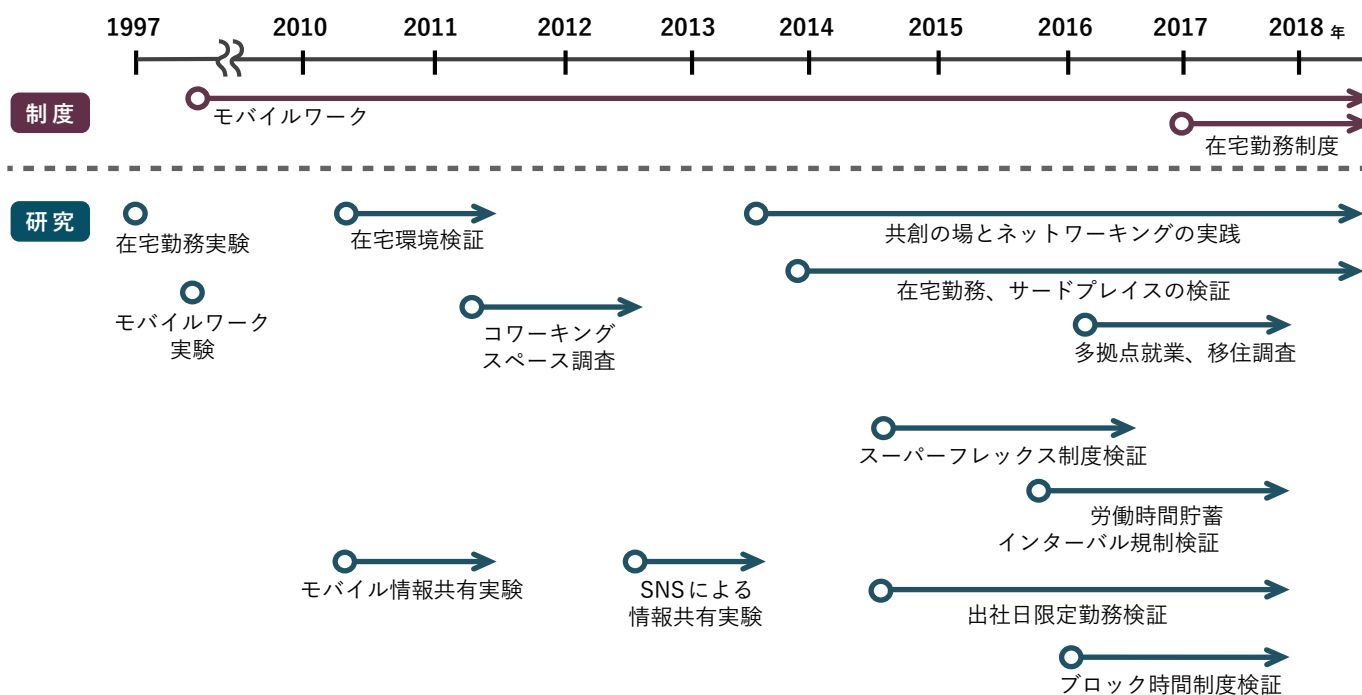 1997 2010 2011 2012 2013 2014 2015 2016 2017 2018 年
制度
モバイルワーク
在宅勤務制度
研究
在宅勤務実験
在宅環境検証
共創の場とネットワーキングの実践
在宅勤務、サードプレイスの検証
モバイルワーク
実験
コワーキング
スペース調査
多拠点就業、移住調査
スーパーフレックス制度検証
労働時間貯蓄
インターバル規制検証
モバイル情報共有実験
SNSによる
情報共有実験
出社日限定勤務検証
ブロック時間制度検証